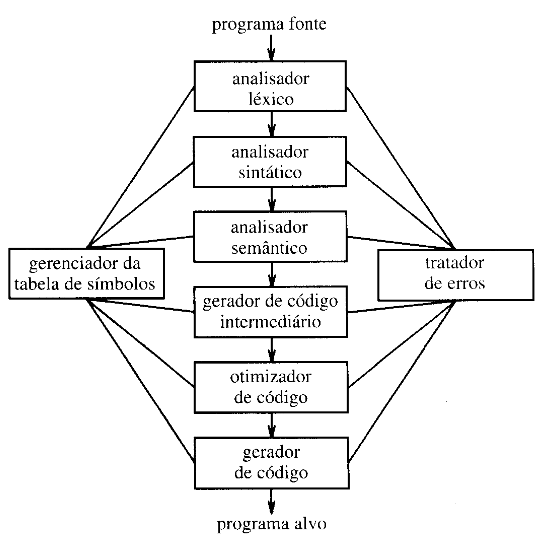 programa fonte
analisador
léxico
analisador
sintático
analisador
semântico
gerenciador da
tabela de símbolos
tratador
de erros
gerador de código
intermediário
otimizador
de código
gerador
de código
programa alvo